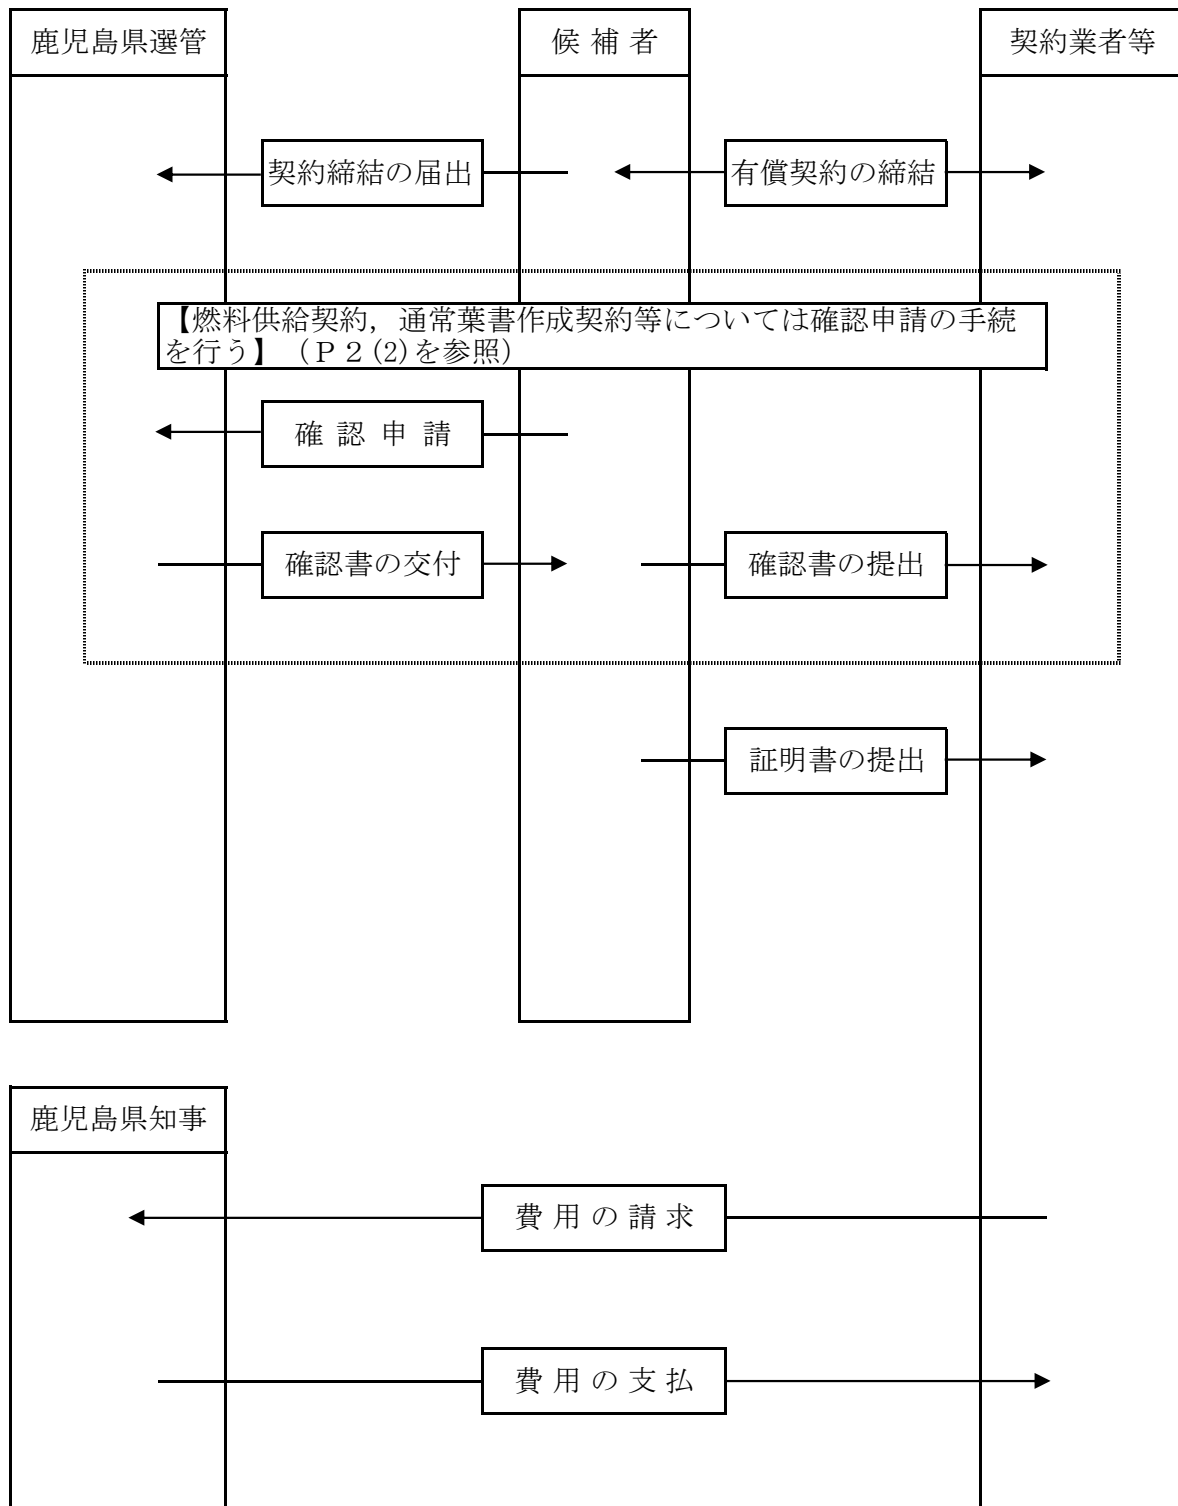 鹿児島県選管
候補者
契約業者等
契約締結の届出
有償契約の締結
【燃料供給契約，通常葉書作成契約等については確認申請の手続
を行う】（Ｐ２(2)を参照）
確認申請
確認書の交付
確認書の提出
証明書の提出
鹿児島県知事
費用の請求
費用の支払